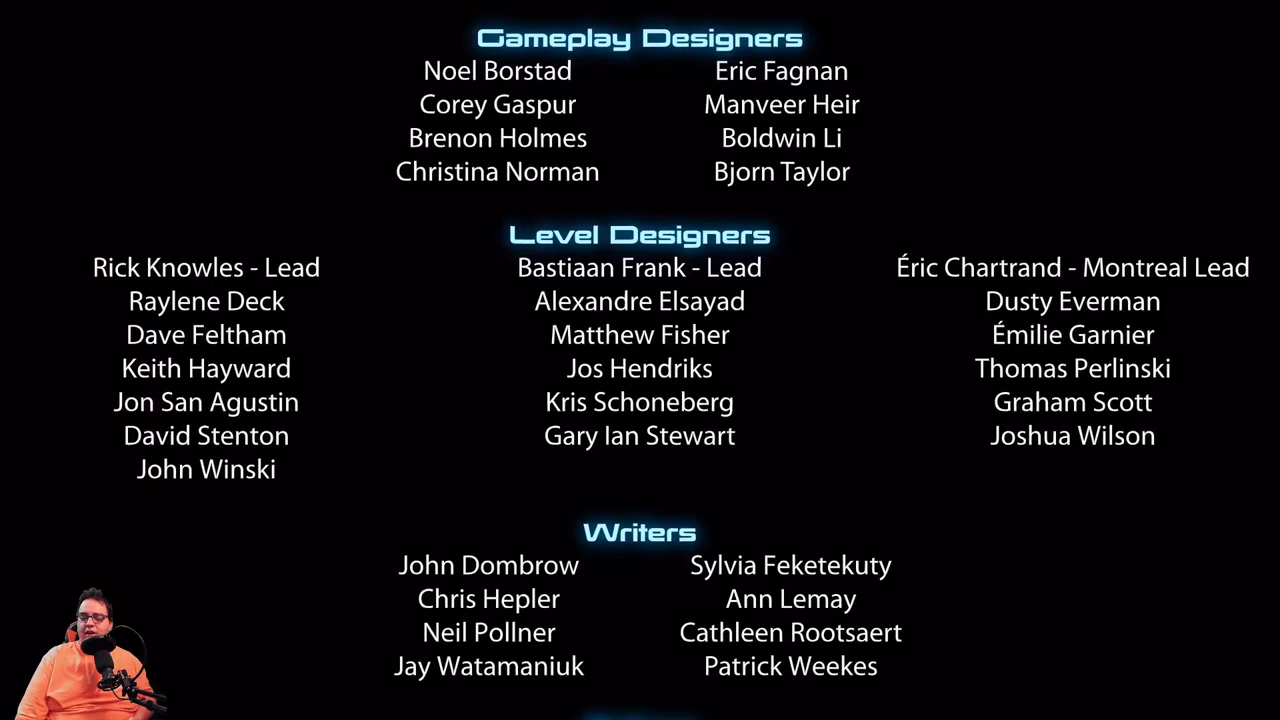 Gameplay Designers
Noel Borstad Eric Fagnan
Corey Gaspur Manveer Heir
Brenon Holmes Boldwin Li
Christina Norman Bjorn Taylor
Level Designers
Rick Knowles - Lead Bastiaan Frank - Lead Éric Chartrand - Montreal Lead
Raylene Deck Alexandre Elsayad Dusty Everman
Dave Feltham Matthew Fisher Émilie Garnier
Keith Hayward Jos Hendriks Thomas Perlinski
Jon San Agustin Kris Schoneberg Graham Scott
David Stenton Gary Ian Stewart Joshua Wilson
John Winski
Writers
John Dombrow Sylvia Feketekuty
Chris Hepler Ann Lemay
Neil Pollner Cathleen Rootsaert
Jay Watamaniuk Patrick Weekes